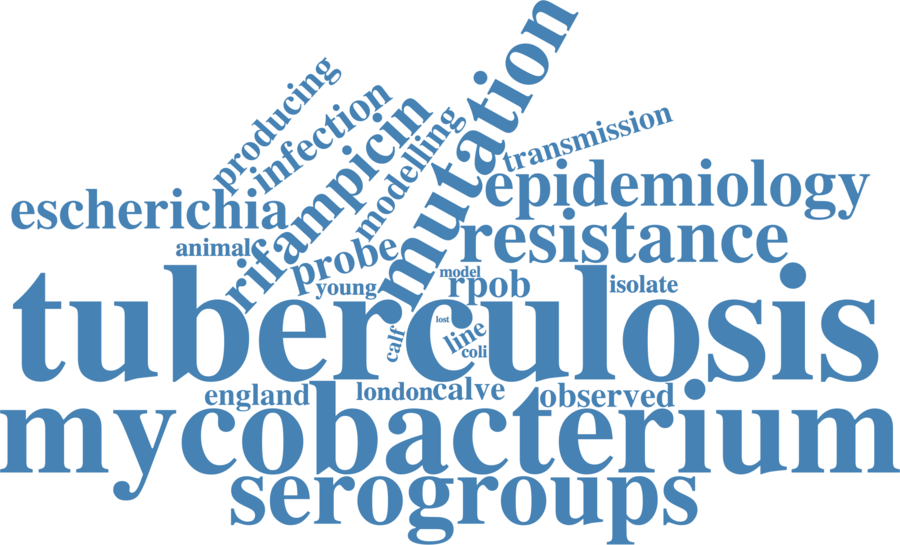 mutation
producing
infection
rifampicin
modelling
transmission
epidemiology
escherichia
resistance
animal
probe
young
model
rpob
isolate
tuberculosis
lost
line
calf
coli
england
london
calve
observed
mycobacterium
serogroups